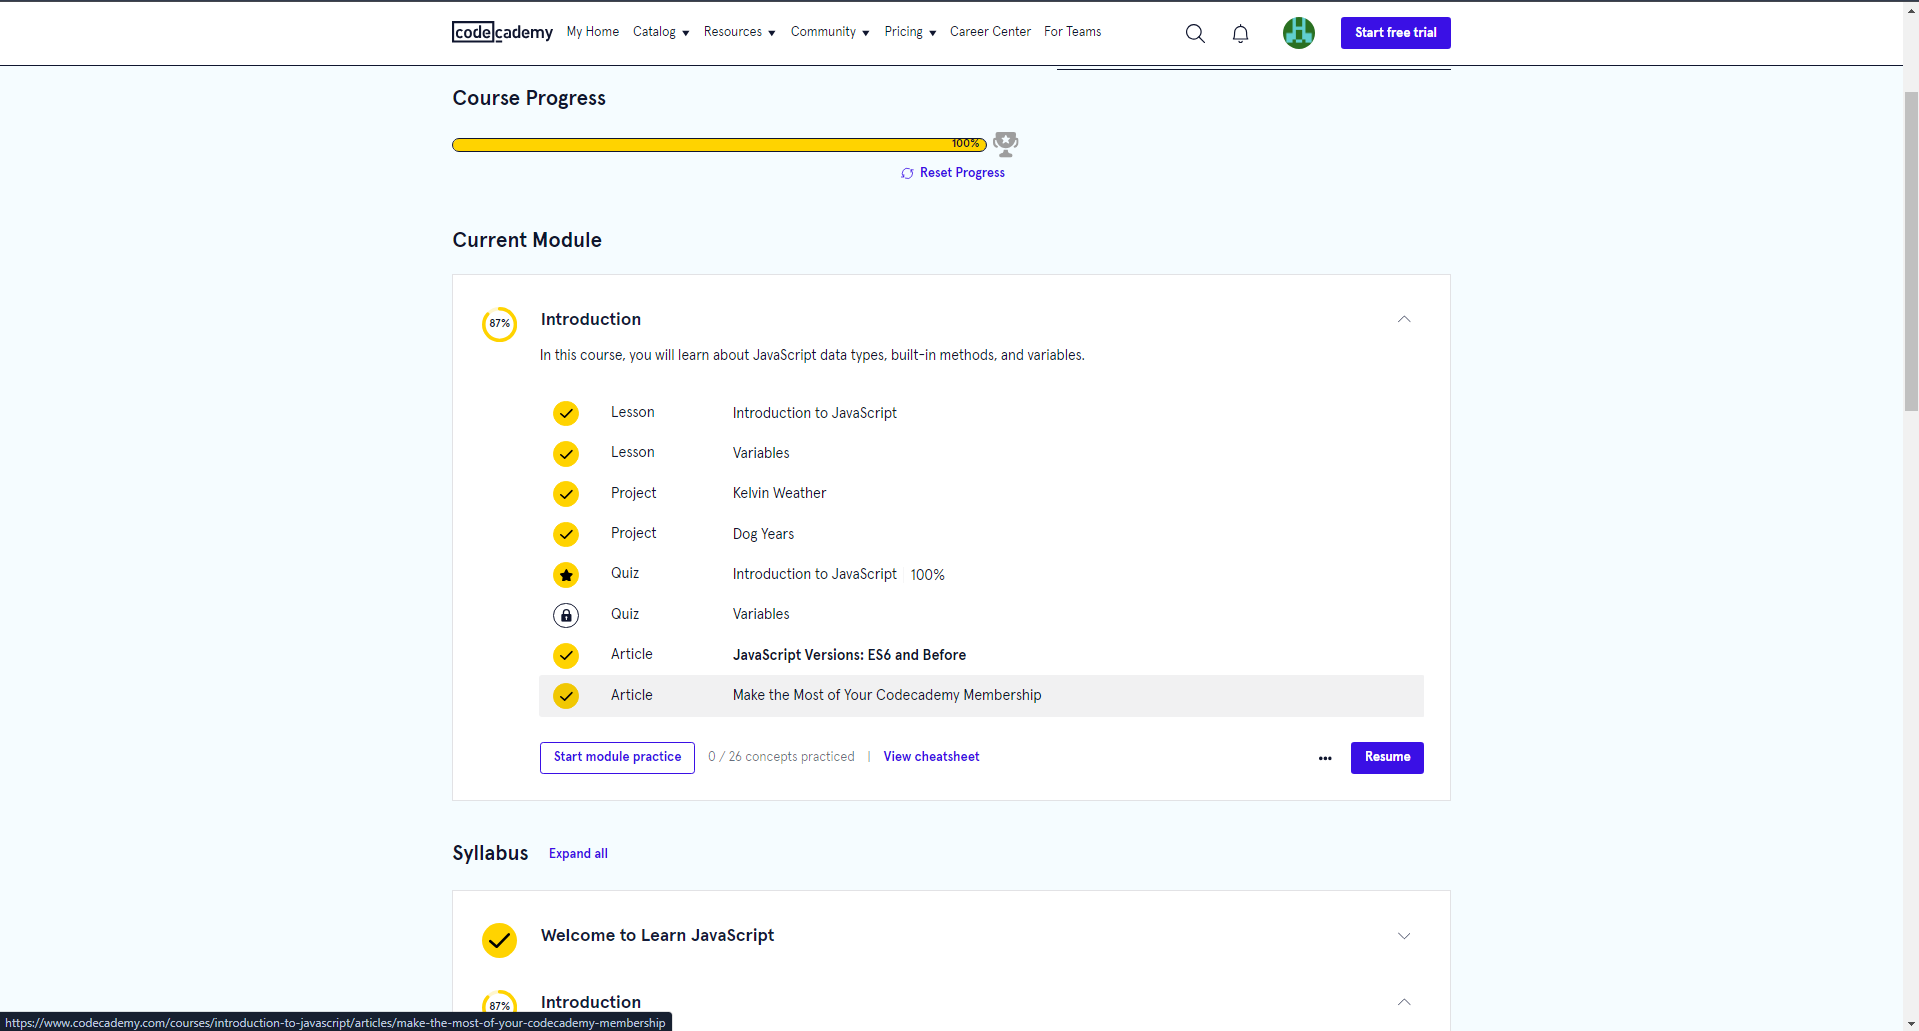 codecademy My Home Catalog Resources Community Pricing Career Center For Teams Start free trial
Course Progress
100%
Reset Progress
Current Module
87% Introduction
In this course, you will learn about JavaScript data types, built-in methods, and variables.
Lesson Introduction to JavaScript
Lesson Variables
Project Kelvin Weather
Project Dog Years
Quiz Introduction to JavaScript 100%
Quiz Variables
Article JavaScript Versions: ES6 and Before
Article Make the Most of Your Codecademy Membership
Start module practice 0 / 26 concepts practiced | View cheatsheet ••• Resume
Syllabus Expand all
Welcome to Learn JavaScript
87% Introduction
https://www.codecademy.com/courses/introduction-to-javascript/articles/make-the-most-of-your-codecademy-membership